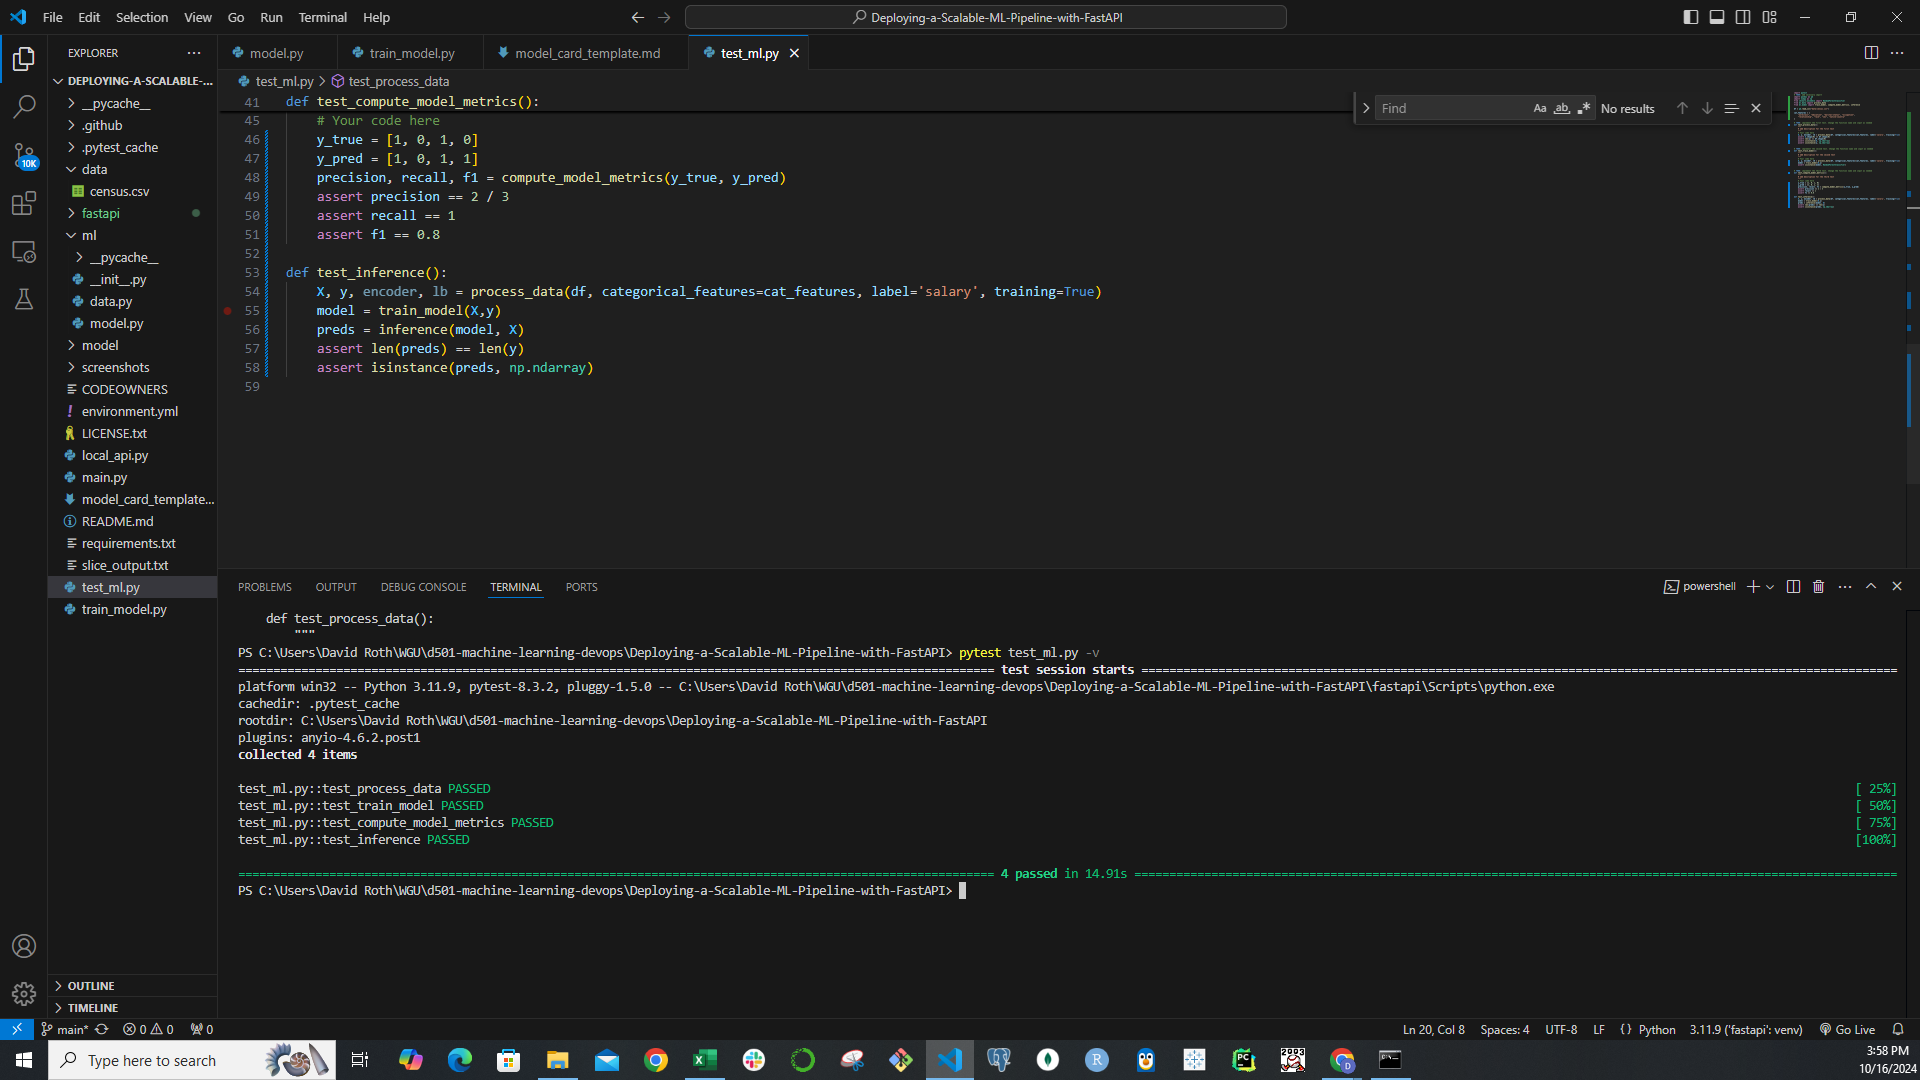 File Edit Selection View Go Run Terminal Help
Deploying-a-Scalable-ML-Pipeline-with-FastAPI
EXPLORER
DEPLOYING-A-SCALABLE-...
__pycache__
.github
.pytest_cache
data
census.csv
fastapi
ml
__pycache__
__init__.py
data.py
model.py
model
screenshots
CODEOWNERS
environment.yml
LICENSE.txt
local_api.py
main.py
model_card_template...
README.md
requirements.txt
slice_output.txt
test_ml.py
train_model.py
OUTLINE
TIMELINE
10K
model.py train_model.py model_card_template.md test_ml.py
test_ml.py > test_process_data
Find Aa ab .* No results
41 def test_compute_model_metrics():
45 # Your code here
46 y_true = [1, 0, 1, 0]
47 y_pred = [1, 0, 1, 1]
48 precision, recall, f1 = compute_model_metrics(y_true, y_pred)
49 assert precision == 2 / 3
50 assert recall == 1
51 assert f1 == 0.8
52
53 def test_inference():
54 X, y, encoder, lb = process_data(df, categorical_features=cat_features, label='salary', training=True)
55 model = train_model(X,y)
56 preds = inference(model, X)
57 assert len(preds) == len(y)
58 assert isinstance(preds, np.ndarray)
59
PROBLEMS OUTPUT DEBUG CONSOLE TERMINAL PORTS
powershell
def test_process_data():
"""
PS C:\Users\David Roth\WGU\d501-machine-learning-devops\Deploying-a-Scalable-ML-Pipeline-with-FastAPI> pytest test_ml.py -v
test session starts
platform win32 -- Python 3.11.9, pytest-8.3.2, pluggy-1.5.0 -- C:\Users\David Roth\WGU\d501-machine-learning-devops\Deploying-a-Scalable-ML-Pipeline-with-FastAPI\fastapi\Scripts\python.exe
cachedir: .pytest_cache
rootdir: C:\Users\David Roth\WGU\d501-machine-learning-devops\Deploying-a-Scalable-ML-Pipeline-with-FastAPI
plugins: anyio-4.6.2.post1
collected 4 items
test_ml.py::test_process_data PASSED [ 25%]
test_ml.py::test_train_model PASSED [ 50%]
test_ml.py::test_compute_model_metrics PASSED [ 75%]
test_ml.py::test_inference PASSED [100%]
4 passed in 14.91s
PS C:\Users\David Roth\WGU\d501-machine-learning-devops\Deploying-a-Scalable-ML-Pipeline-with-FastAPI>
main* 0 0 0 Ln 20, Col 8 Spaces: 4 UTF-8 LF {} Python 3.11.9 ('fastapi': venv) Go Live
Type here to search
3:58 PM
10/16/2024